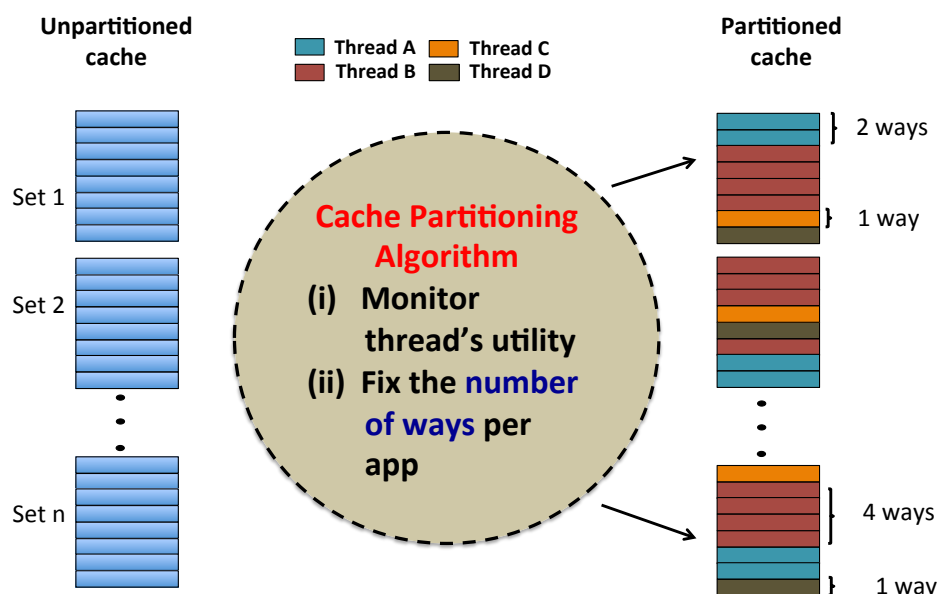 Unpartitioned
cache
Thread A
Thread C
Thread B
Thread D
Partitioned
cache
Set 1
Set 2
Set n
Cache Partitioning
Algorithm
(i) Monitor
thread's utility
(ii) Fix the number
of ways per
app
2 ways
1 way
4 ways
1 way